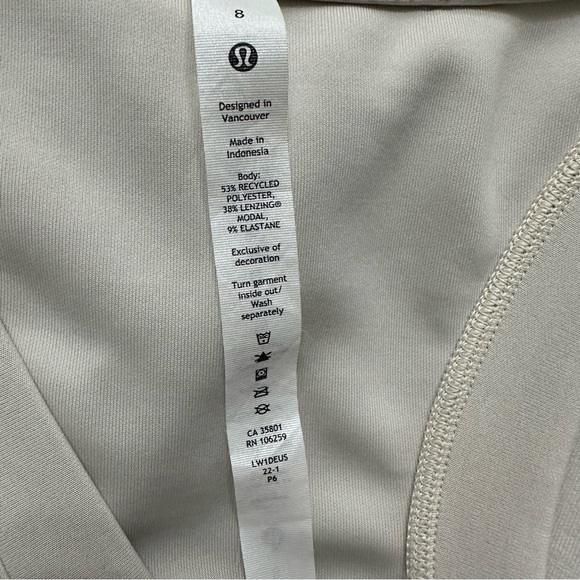 8
Designed in
Vancouver
Made in
Indonesia
Body:
53% RECYCLED
POLYESTER,
38% LENZING®
MODAL,
9% ELASTANE
Exclusive of
decoration
Turn garment
inside out/
Wash
separately
CA 35801
RN 106259
LW1DEUS
22-1
P6